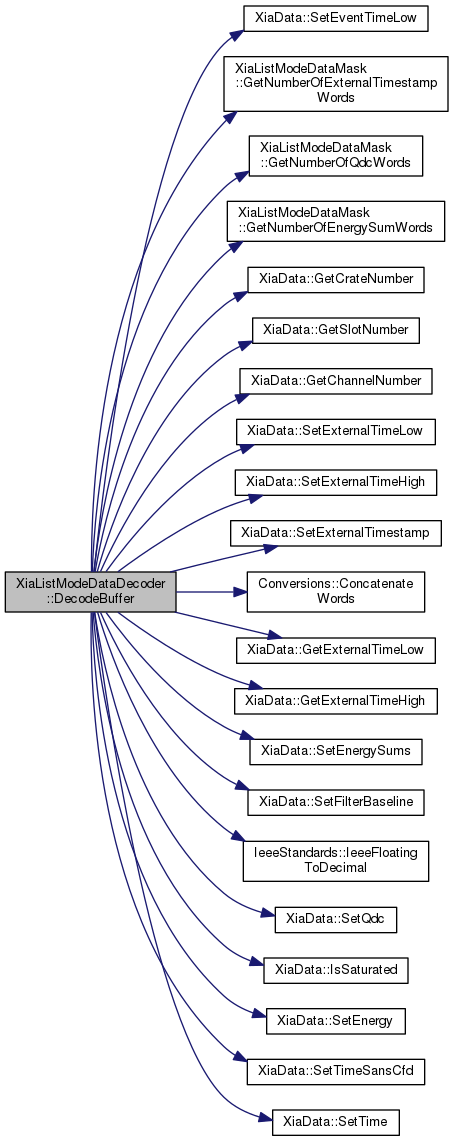 XiaData::SetEventTimeLow
XiaListModeDataMask
::GetNumberOfExternalTimestamp
Words
XiaListModeDataMask
::GetNumberOfQdcWords
XiaListModeDataMask
::GetNumberOfEnergySumWords
XiaData::GetCrateNumber
XiaData::GetSlotNumber
XiaData::GetChannelNumber
XiaData::SetExternalTimeLow
XiaData::SetExternalTimeHigh
XiaData::SetExternalTimestamp
XiaListModeDataDecoder
::DecodeBuffer
Conversions::Concatenate
Words
XiaData::GetExternalTimeLow
XiaData::GetExternalTimeHigh
XiaData::SetEnergySums
XiaData::SetFilterBaseline
IeeeStandards::IeeeFloating
ToDecimal
XiaData::SetQdc
XiaData::IsSaturated
XiaData::SetEnergy
XiaData::SetTimeSansCfd
XiaData::SetTime